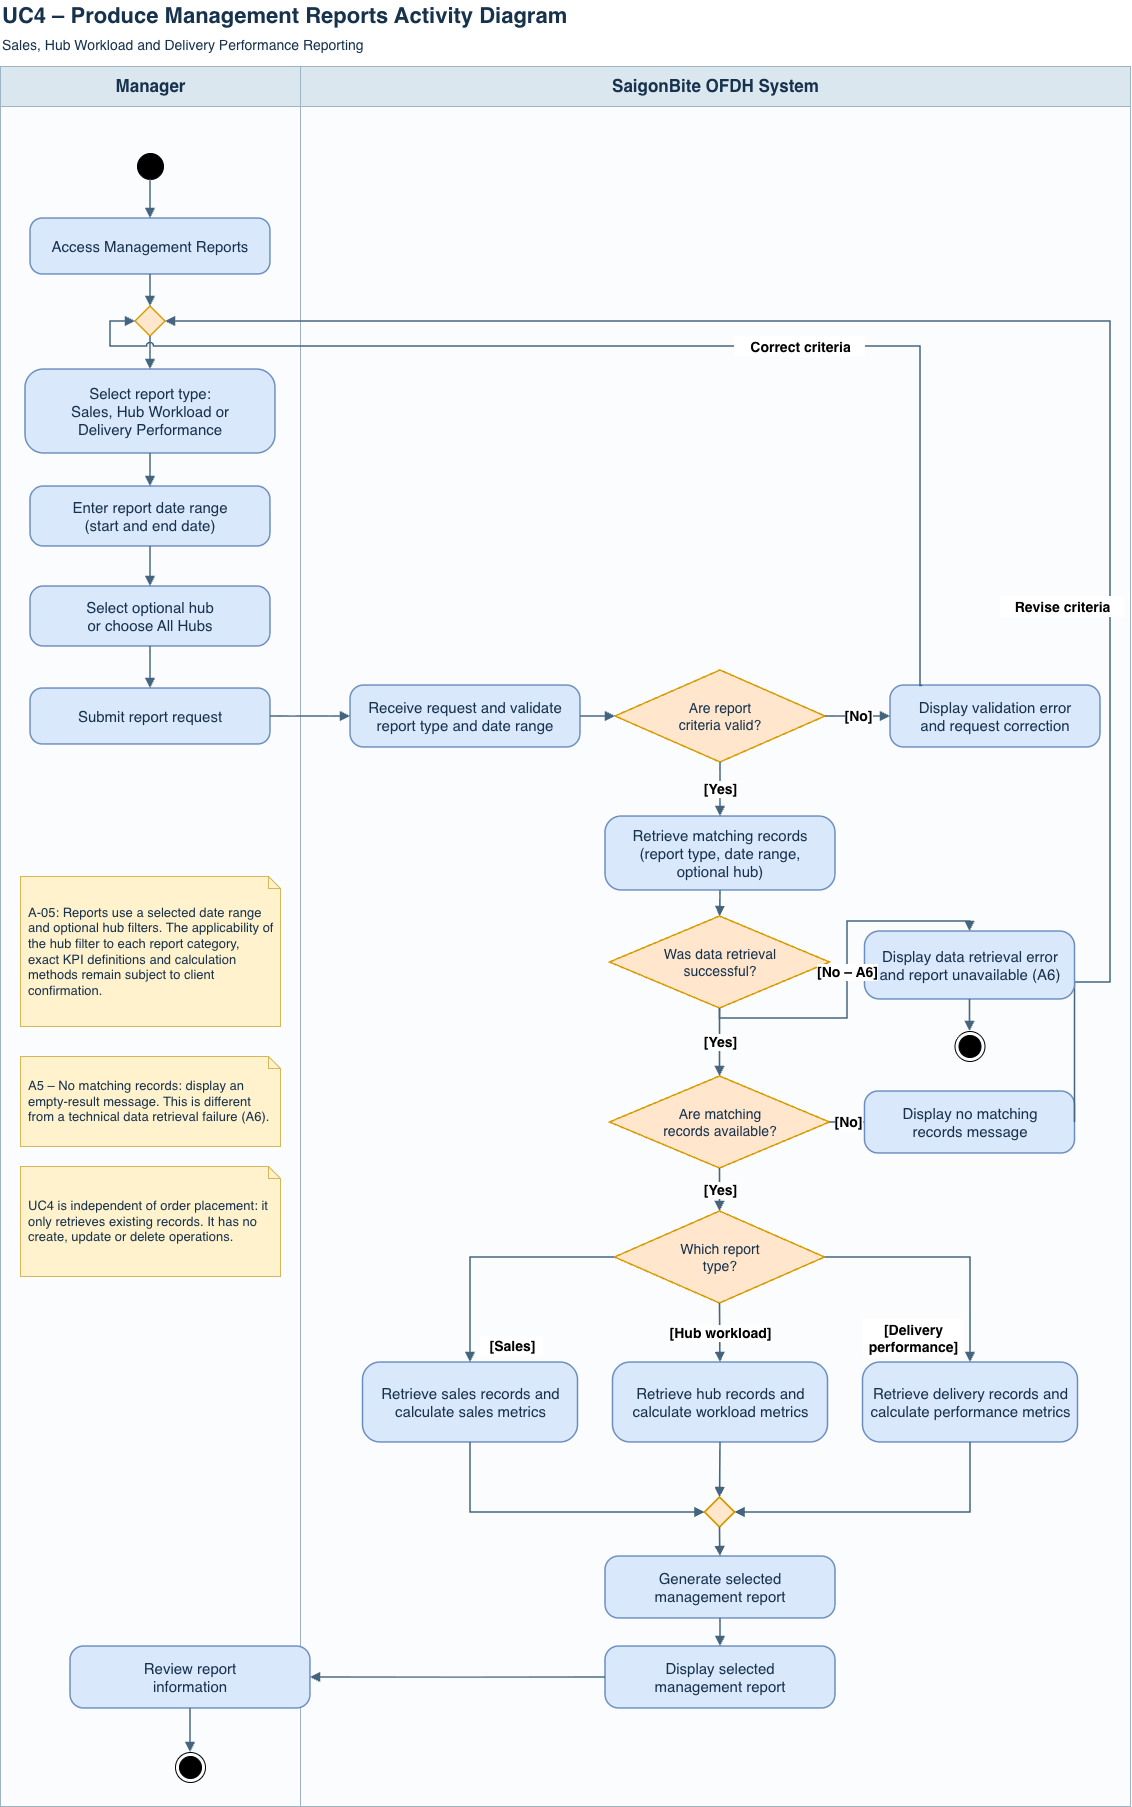 UC4 – Produce Management Reports Activity Diagram
Sales, Hub Workload and Delivery Performance Reporting
Manager
SaigonBite OFDH System
Access Management Reports
Correct criteria
Select report type:
Sales, Hub Workload or
Delivery Performance
Enter report date range
(start and end date)
Select optional hub
or choose All Hubs
Revise criteria
Submit report request
Receive request and validate
report type and date range
Are report
criteria valid?
[No]
Display validation error
and request correction
[Yes]
Retrieve matching records
(report type, date range,
optional hub)
A-05: Reports use a selected date range
and optional hub filters. The applicability of
the hub filter to each report category,
exact KPI definitions and calculation
methods remain subject to client
confirmation.
Was data retrieval
successful?
[No – A6]
Display data retrieval error
and report unavailable (A6)
[Yes]
A5 – No matching records: display an
empty-result message. This is different
from a technical data retrieval failure (A6).
Are matching
records available?
[No]
Display no matching
records message
[Yes]
UC4 is independent of order placement: it
only retrieves existing records. It has no
create, update or delete operations.
Which report
type?
[Sales]
[Hub workload]
[Delivery
performance]
Retrieve sales records and
calculate sales metrics
Retrieve hub records and
calculate workload metrics
Retrieve delivery records and
calculate performance metrics
Generate selected
management report
Review report
information
Display selected
management report